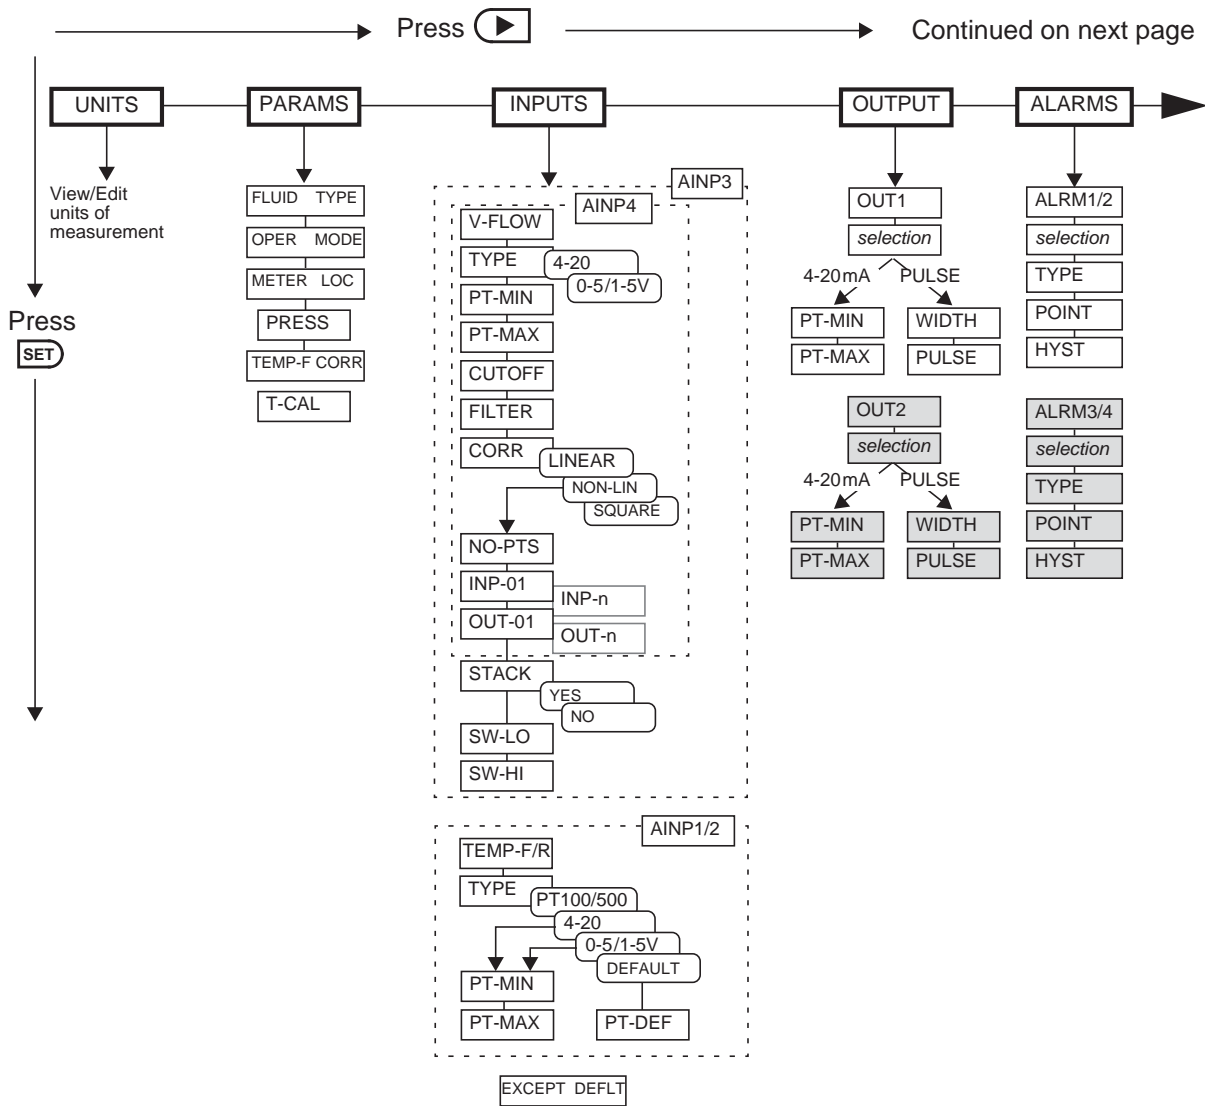 Press
Continued on next page
UNITS
PARAMS
INPUTS
OUTPUT
ALARMS
View/Edit
units of
measurement
Press
SET
FLUID TYPE
OPER MODE
METER LOC
PRESS
TEMP-F CORR
T-CAL
AINP3
AINP4
V-FLOW
TYPE
4-20
0-5/1-5V
PT-MIN
PT-MAX
CUTOFF
FILTER
CORR
LINEAR
NON-LIN
SQUARE
NO-PTS
INP-01
INP-n
OUT-01
OUT-n
STACK
YES
NO
SW-LO
SW-HI
AINP1/2
TEMP-F/R
TYPE
PT100/500
4-20
0-5/1-5V
DEFAULT
PT-MIN
PT-MAX
PT-DEF
EXCEPT DEFLT
OUT1
selection
4-20mA PULSE
PT-MIN WIDTH
PT-MAX PULSE
OUT2
selection
4-20mA PULSE
PT-MIN WIDTH
PT-MAX PULSE
ALRM1/2
selection
TYPE
POINT
HYST
ALRM3/4
selection
TYPE
POINT
HYST